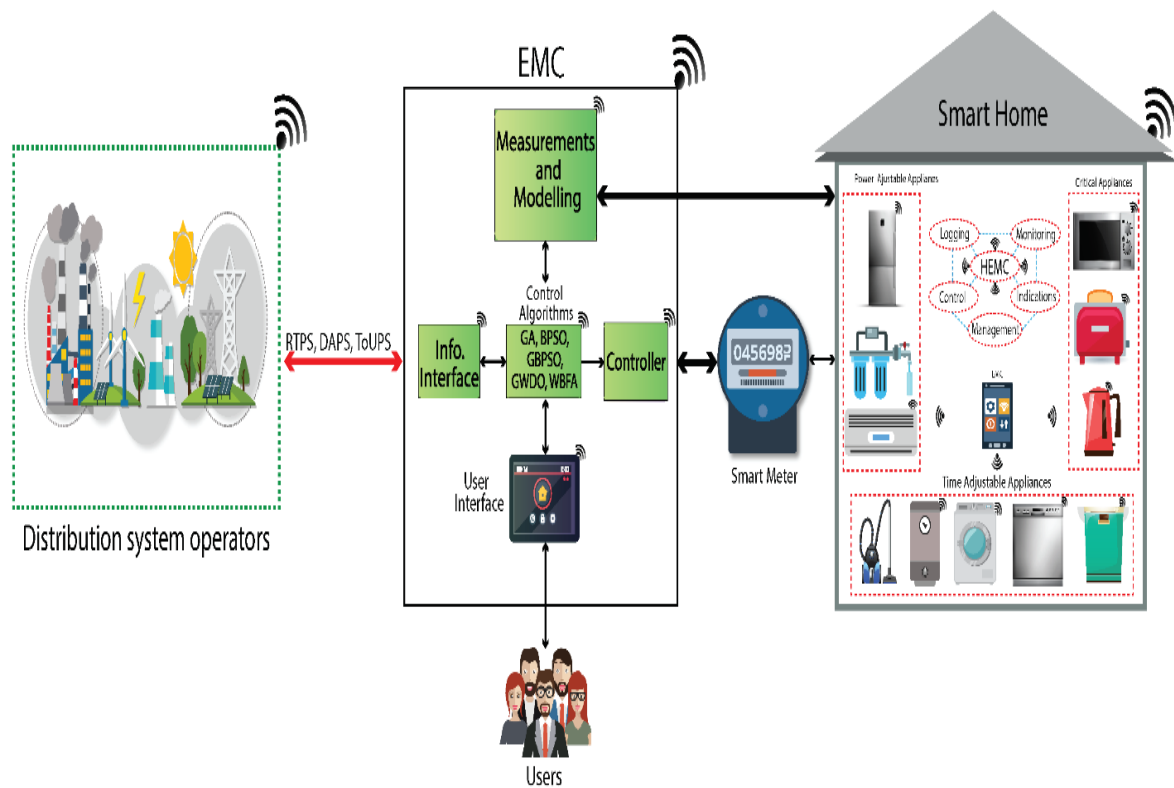 EMC
Measurements
and
Modelling
Control
Algorithms
GA, BPSO,
GBPSO,
GWDO, WBFA
Info.
Interface
Controller
User
Interface
Users
RTPS, DAPS, ToUPS
Distribution system operators
Smart Meter
Smart Home
Power Ajustable Applianes
Critical Appliances
Logging
Monitoring
HEMC
Control
Indications
Management
Time Adjustable Appliances